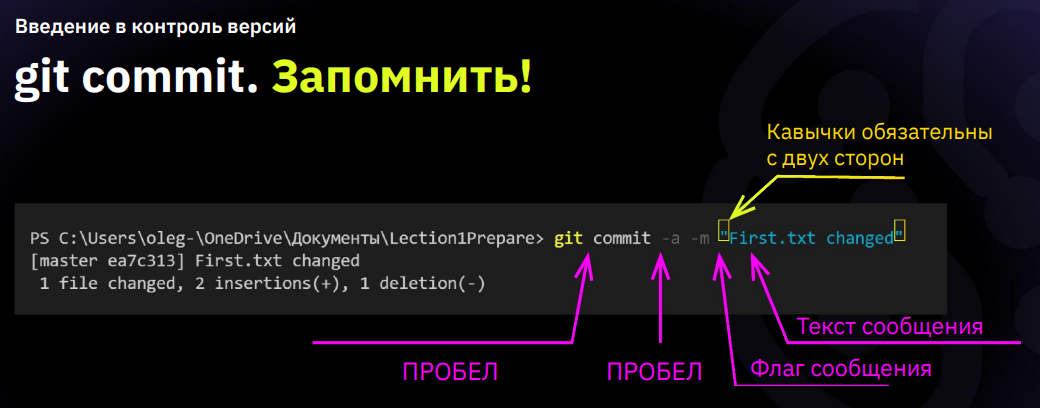 Введение в контроль версий
git commit. Запомнить!
Кавычки обязательны
с двух сторон
PS C:\Users\oleg-\OneDrive\Документы\Lection1Prepare> git commit -a -m "First.txt changed"
[master ea7c313] First.txt changed
1 file changed, 2 insertions(+), 1 deletion(-)
Текст сообщения
ПРОБЕЛ
ПРОБЕЛ
Флаг сообщения